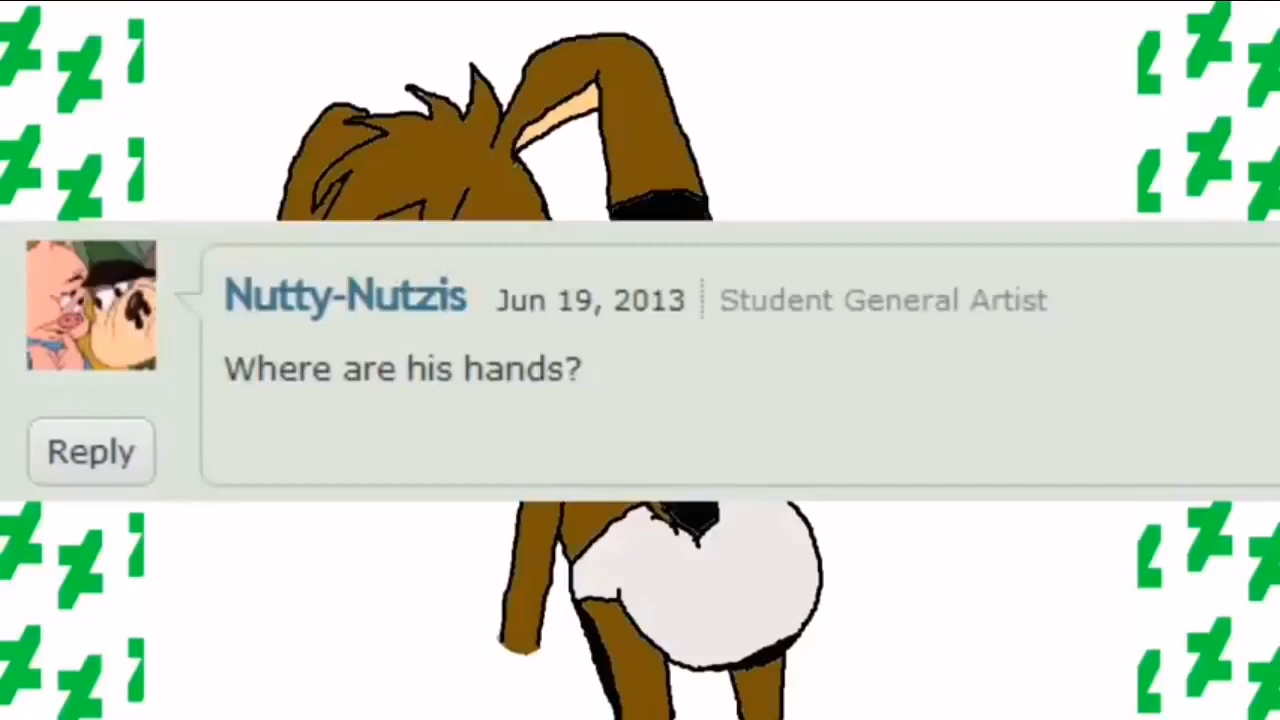 Nutty-Nutzis Jun 19, 2013 Student General Artist
Where are his hands?
Reply